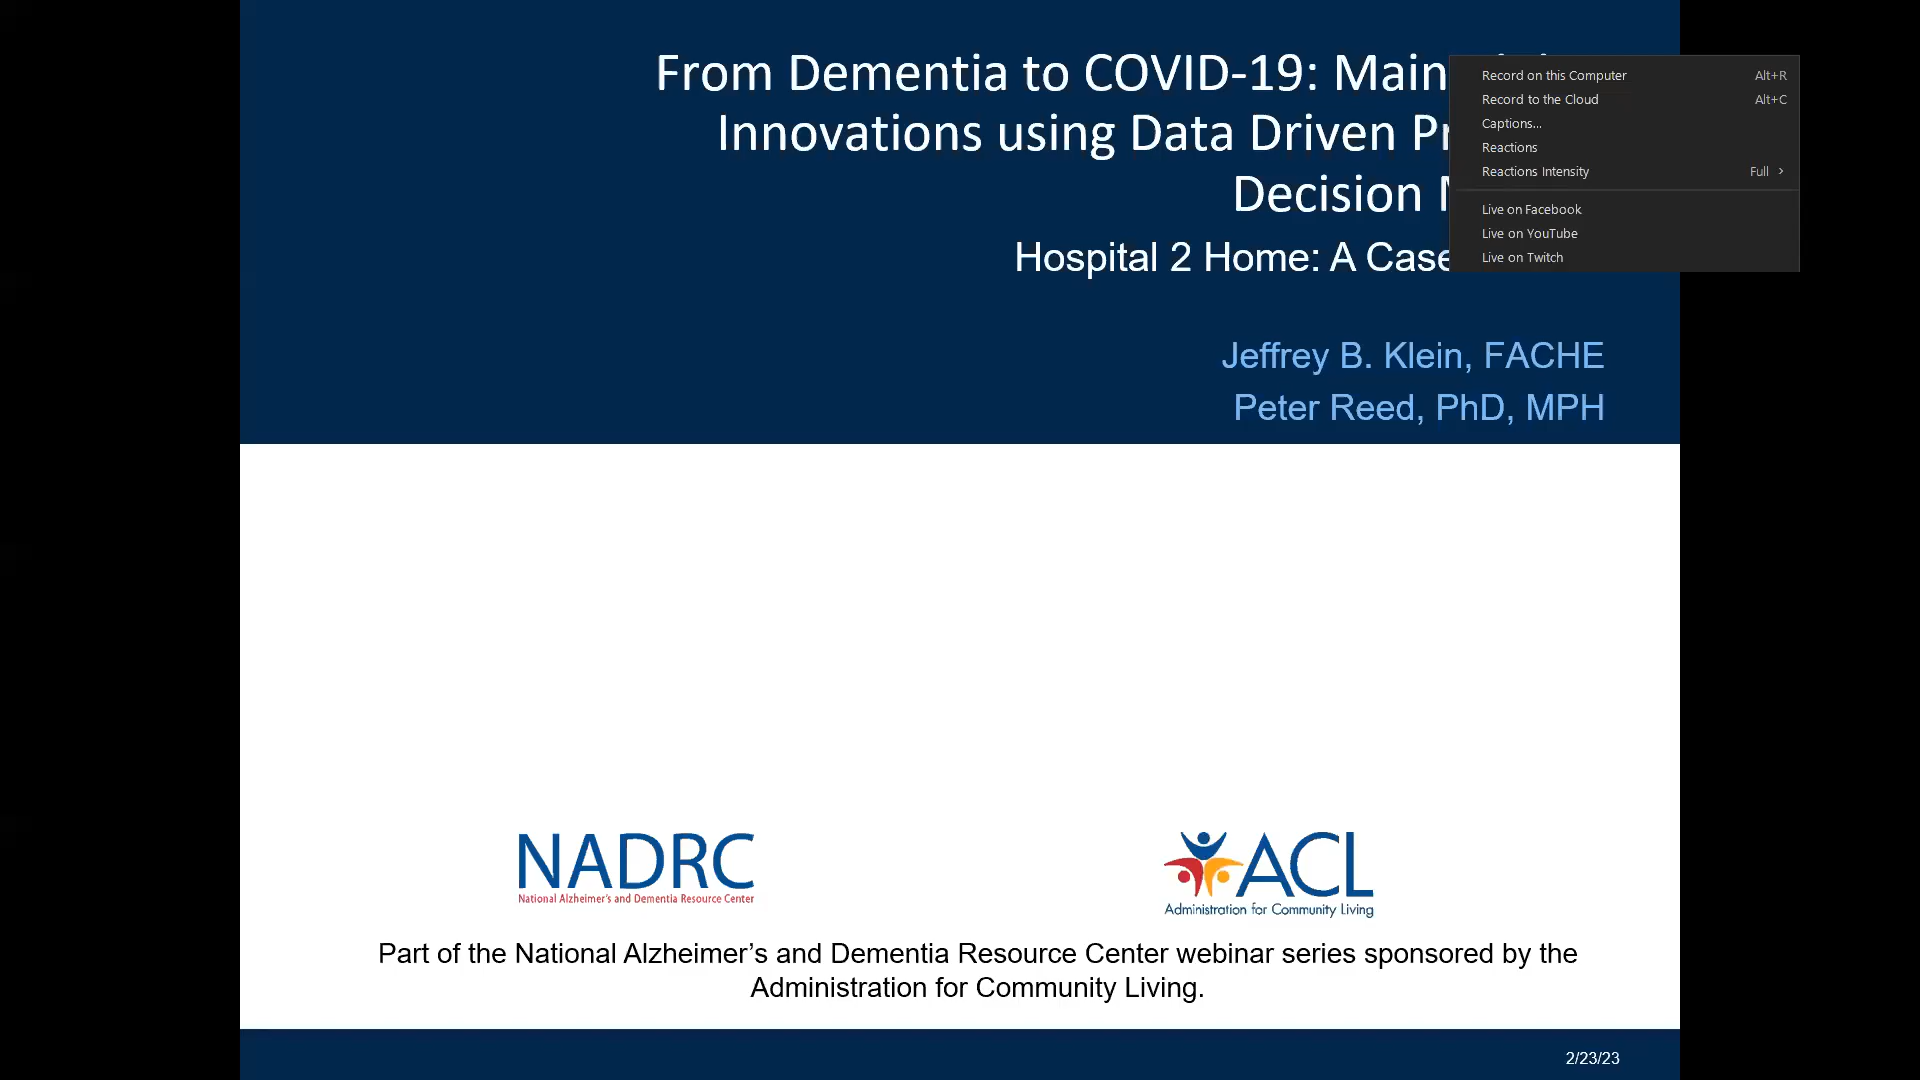 From Dementia to COVID-19:
Innovations using Data Driven
Decision
Hospital 2 Home: A Case
Jeffrey B. Klein, FACHE
Peter Reed, PhD, MPH
Record on this Computer Alt+R
Record to the Cloud Alt+C
Captions...
Reactions
Reactions Intensity Full >
Live on Facebook
Live on YouTube
Live on Twitch
NADRC
National Alzheimer's and Dementia Resource Center
ACL
Administration for Community Living
Part of the National Alzheimer’s and Dementia Resource Center webinar series sponsored by the
Administration for Community Living.
2/23/23